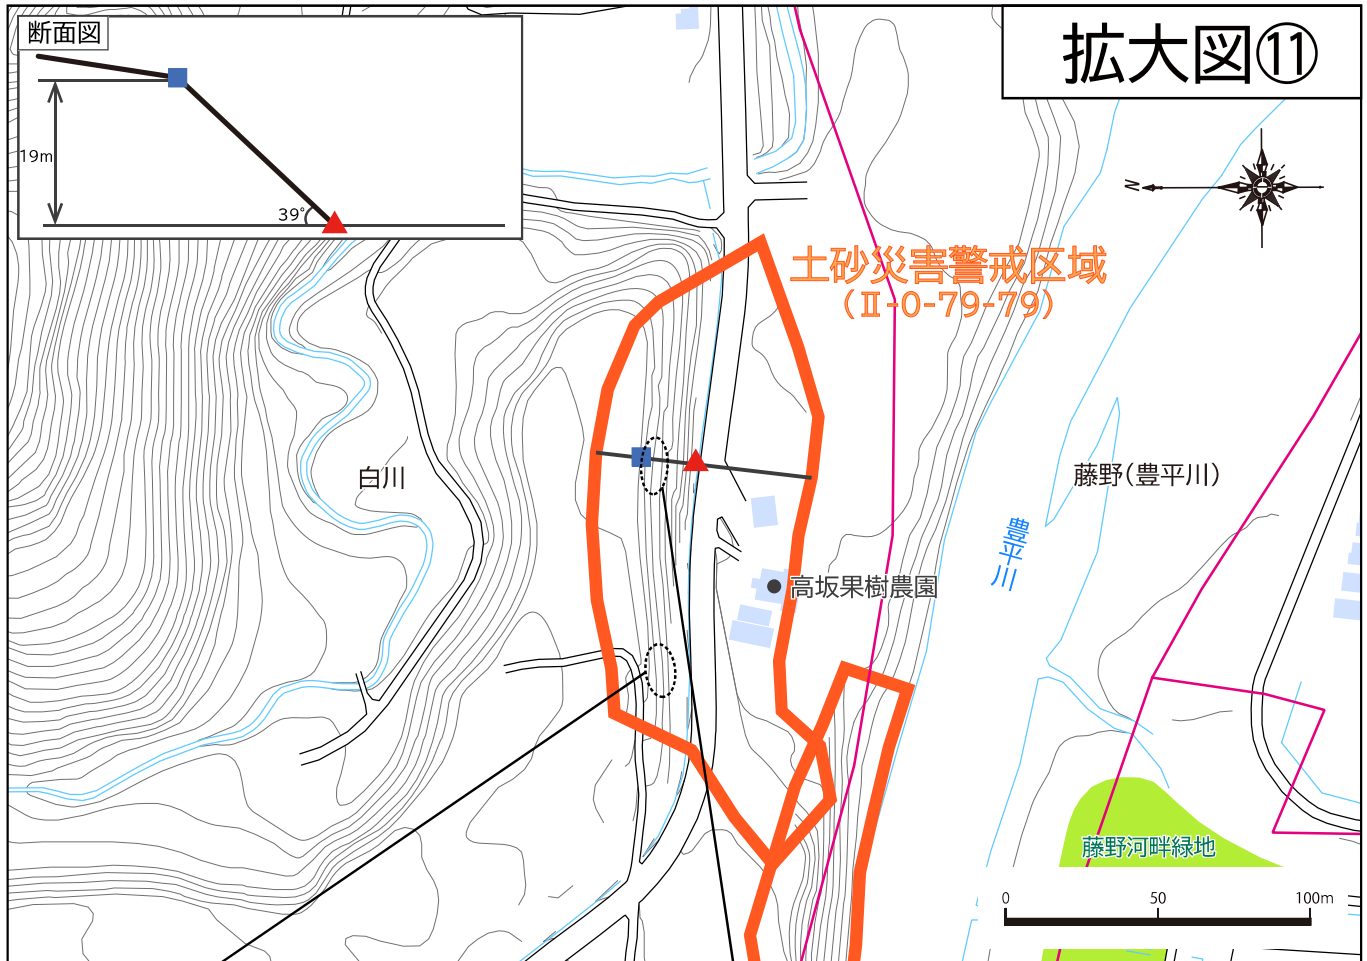 断面図
19m
39°
拡大図⑪
N
土砂災害警戒区域
(Ⅱ-0-79-79)
白川
藤野(豊平川)
豊平川
高坂果樹農園
藤野河畔緑地
0 50 100m